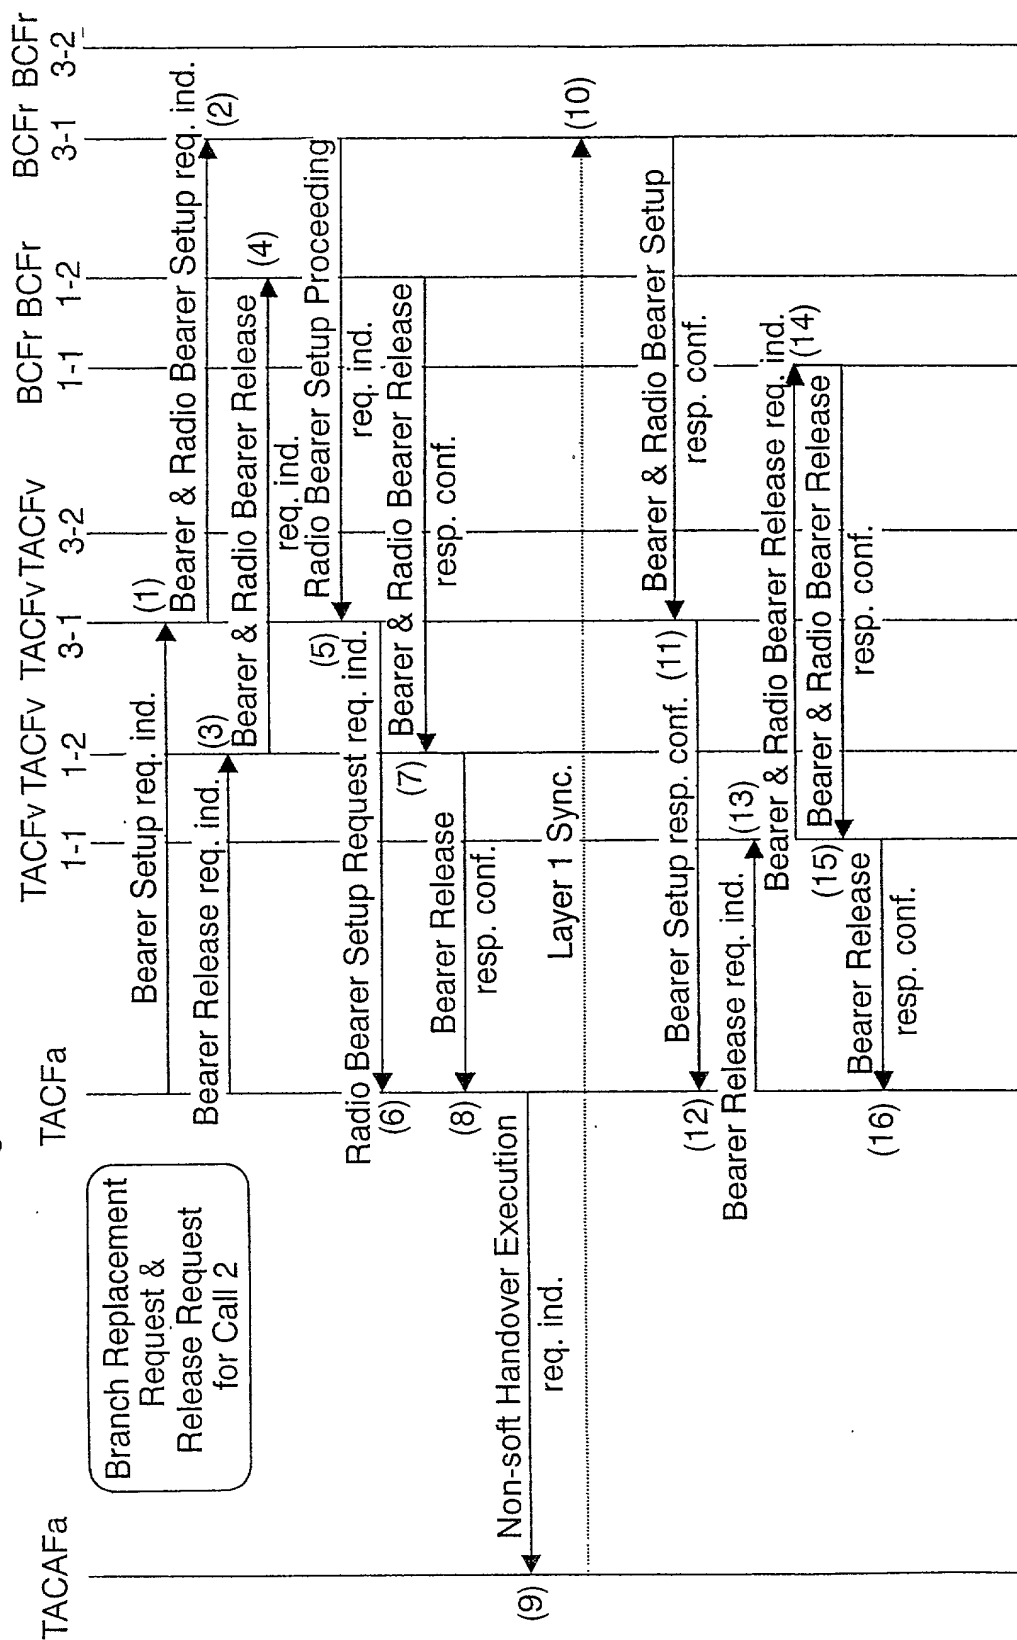 TACAFa
TACFa
TACFv TACFv TACFv TACFv
1-1 1-2 3-1 3-2
BCFr BCFr BCFr BCFr
1-1 1-2 3-1 3-2
Branch Replacement
Request &
Release Request
for Call 2
Bearer Setup req. ind.
(1)
Bearer & Radio Bearer Setup req. ind.
(2)
Bearer Release req. ind.
(3)
Bearer & Radio Bearer Release
req. ind.
(4)
Radio Bearer Setup Proceeding
req. ind.
(5)
Radio Bearer Setup Request req. ind.
(6)
Bearer & Radio Bearer Release
resp. conf.
(7)
Bearer Release
resp. conf.
(8)
Non-soft Handover Execution
req. ind.
(9)
Layer 1 Sync.
(10)
Bearer & Radio Bearer Setup
resp. conf.
(11)
Bearer Setup resp. conf.
(12)
Bearer Release req. ind.
(13)
Bearer & Radio Bearer Release req. ind.
(14)
Bearer & Radio Bearer Release
resp. conf.
(15)
Bearer Release
resp. conf.
(16)